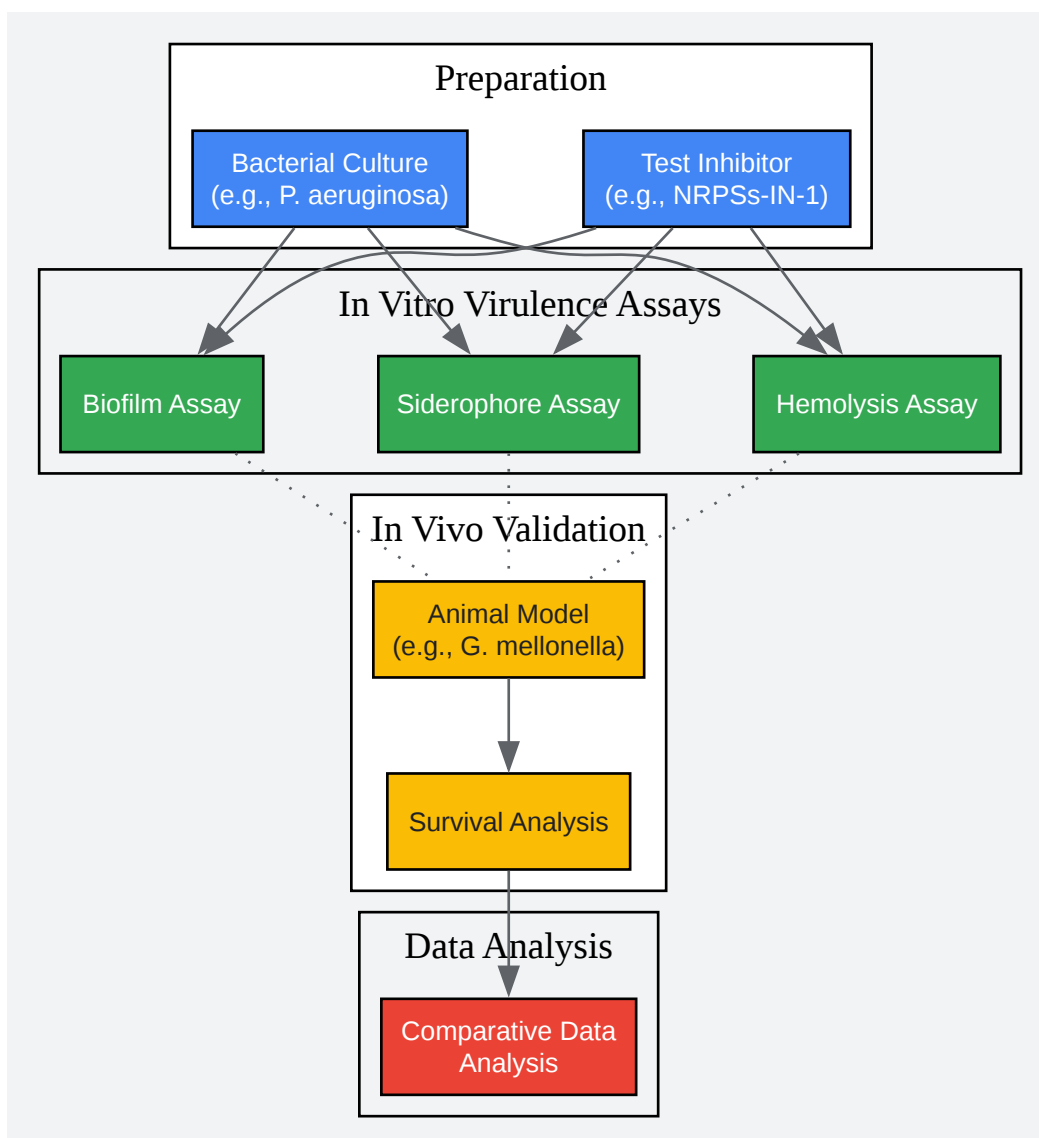 Preparation
Bacterial Culture
(e.g., P. aeruginosa)
Test Inhibitor
(e.g., NRPSs-IN-1)
In Vitro Virulence Assays
Biofilm Assay
Siderophore Assay
Hemolysis Assay
In Vivo Validation
Animal Model
(e.g., G. mellonella)
Survival Analysis
Data Analysis
Comparative Data
Analysis